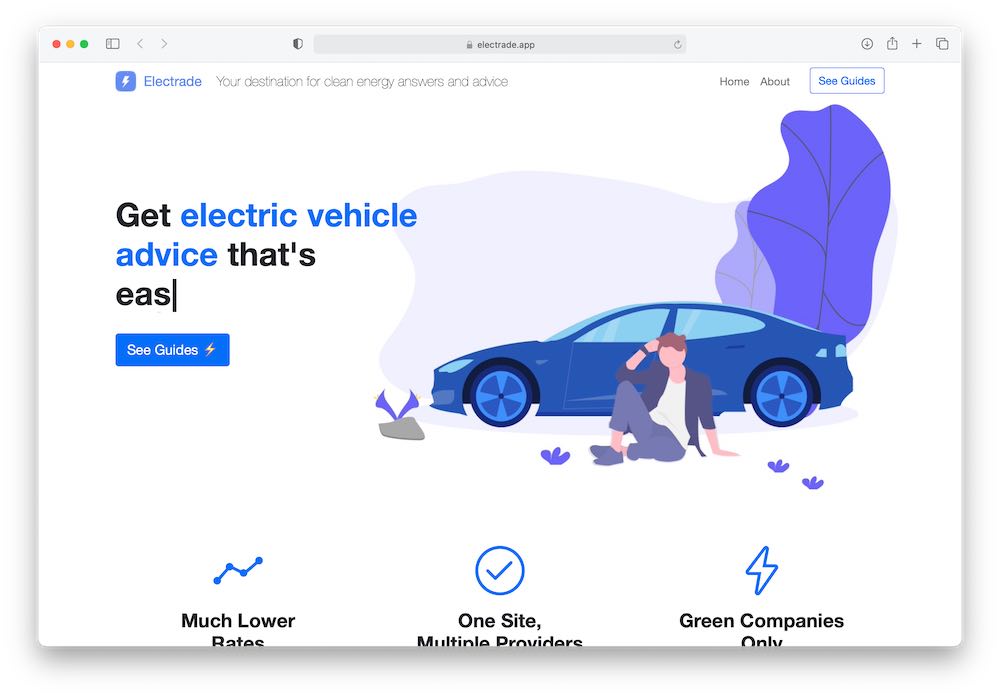 electrade.app
Electrade Your destination for clean energy answers and advice Home About See Guides
Get electric vehicle
advice that's
eas
See Guides ⚡
Much Lower One Site, Green Companies
Rates Multiple Providers Only